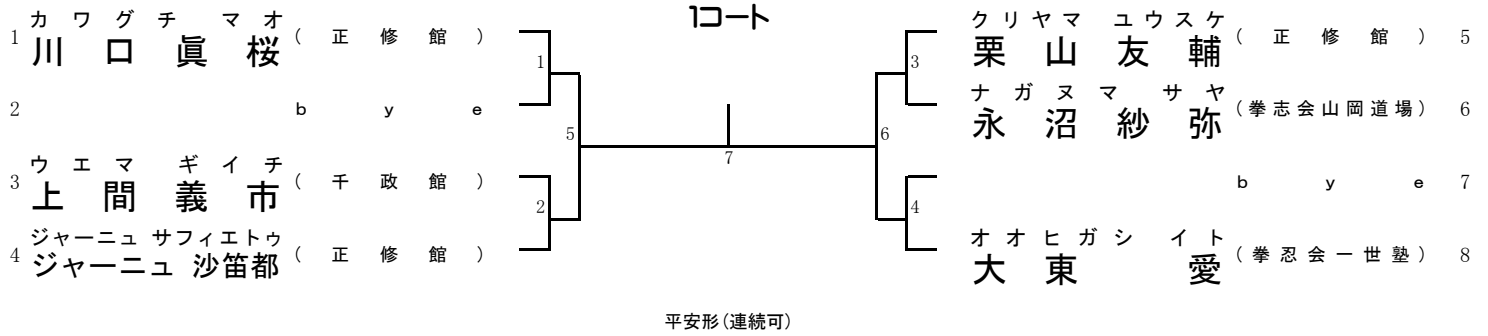 1コート
カワグチ マオ
1 川口眞桜 (正修館)
2 bye
ウエマ ギイチ
3 上間義市 (千政館)
ジャーニュ サフィエトゥ
4 ジャーニュ 沙笛都 (正修館)
1
2
5
7
6
3
4
クリヤマ ユウスケ
栗山友輔 (正修館) 5
ナガヌマ サヤ
永沼紗弥 (拳志会山岡道場) 6
bye 7
オオヒガシ イト
大東愛 (拳忍会一世塾) 8
平安形(連続可)